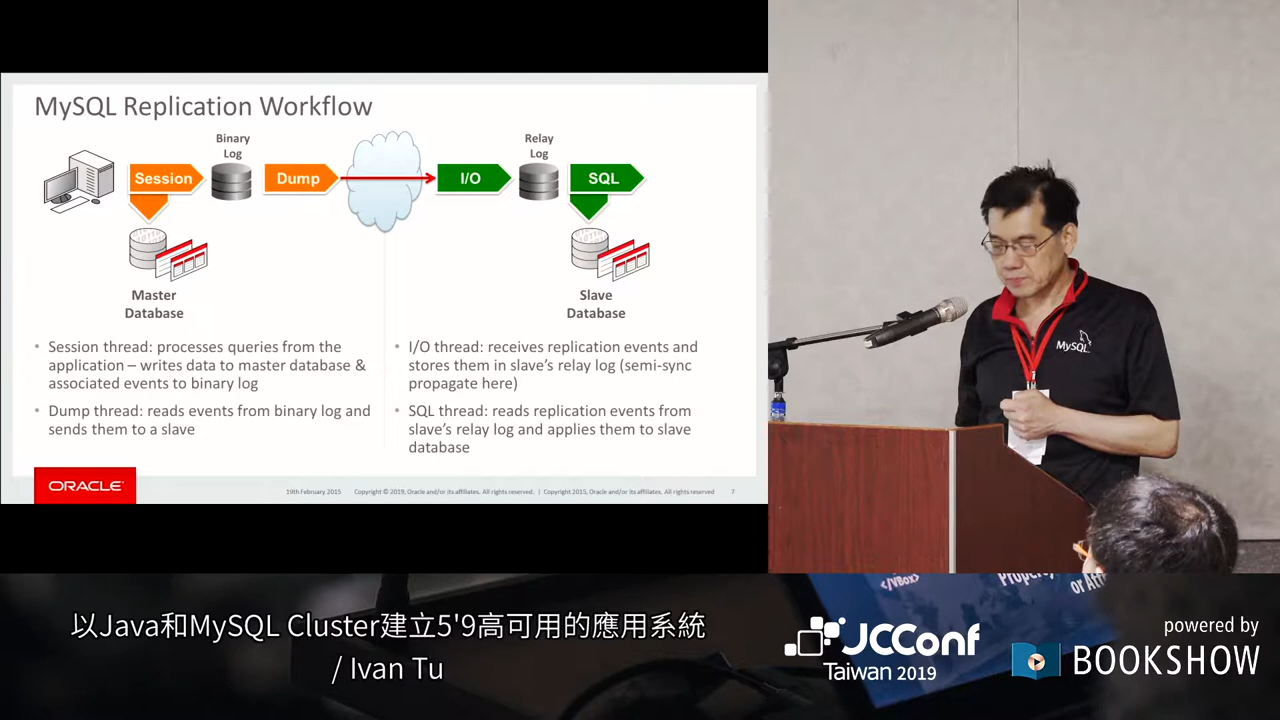 MySQL Replication Workflow
Binary
Log
Relay
Log
Session
Dump
I/O
SQL
Master
Database
Slave
Database
• Session thread: processes queries from the
application – writes data to master database &
associated events to binary log
• Dump thread: reads events from binary log and
sends them to a slave
• I/O thread: receives replication events and
stores them in slave's relay log (semi-sync
propagate here)
• SQL thread: reads replication events from
slave's relay log and applies them to slave
database
ORACLE
19th February 2015 Copyright © 2019, Oracle and/or its affiliates. All rights reserved. | Copyright 2015, Oracle and/or its affiliates. All rights reserved 7
MySQL
</VBox>
以Java和MySQL Cluster建立5'9高可用的應用系統
/ Ivan Tu
JCConf
Taiwan 2019
powered by
BOOKSHOW